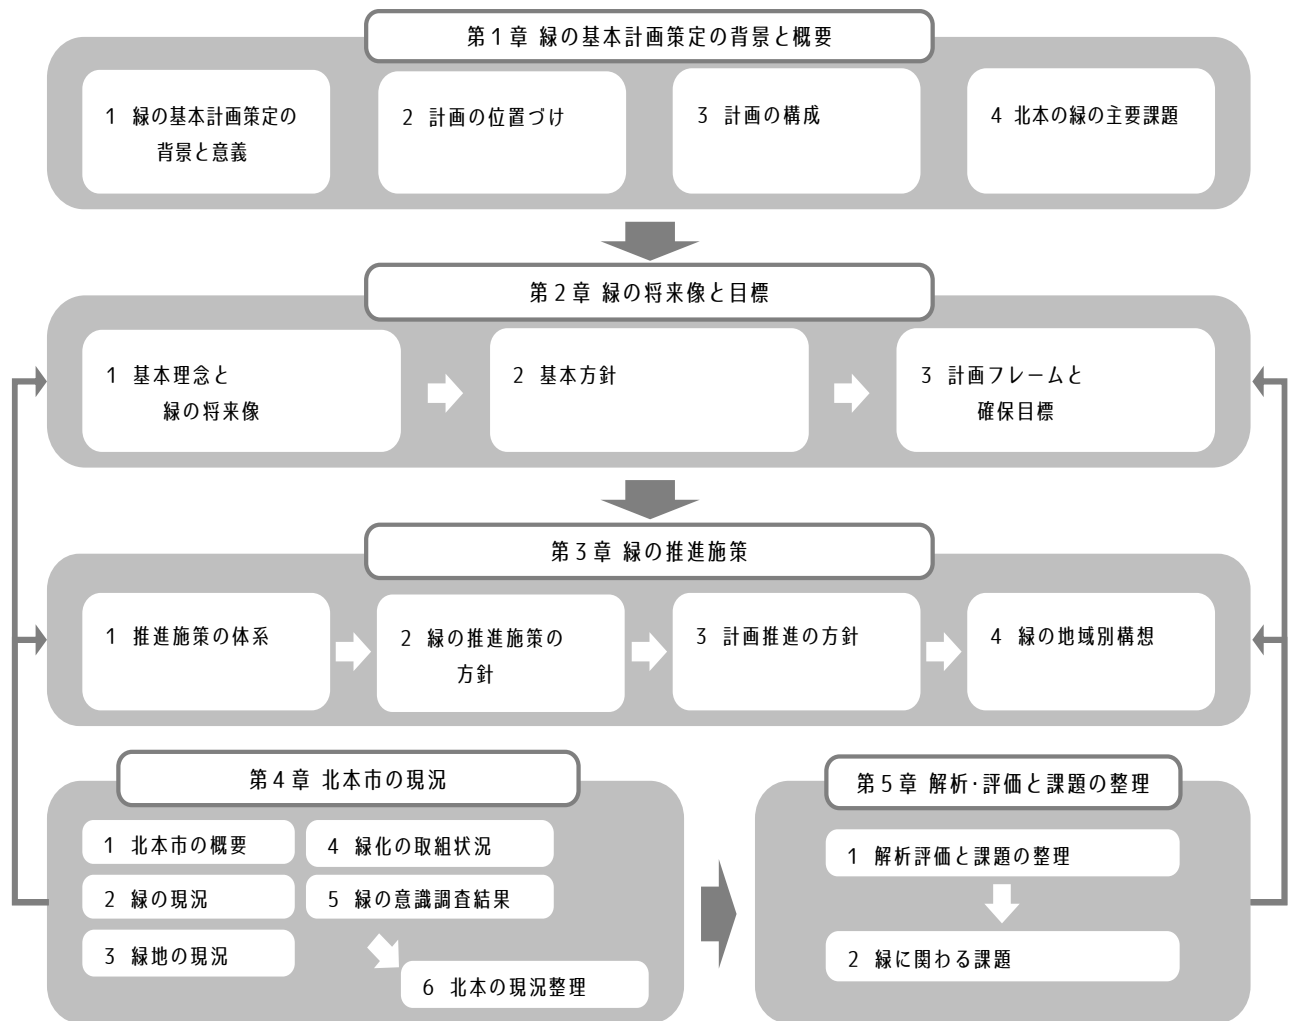 第1章 緑の基本計画策定の背景と概要
1 緑の基本計画策定の
背景と意義
2 計画の位置づけ
3 計画の構成
4 北本の緑の主要課題
第2章 緑の将来像と目標
1 基本理念と
緑の将来像
2 基本方針
3 計画フレームと
確保目標
第3章 緑の推進施策
1 推進施策の体系
2 緑の推進施策の
方針
3 計画推進の方針
4 緑の地域別構想
第4章 北本市の現況
1 北本市の概要
2 緑の現況
3 緑地の現況
4 緑化の取組状況
5 緑の意識調査結果
6 北本の現況整理
第5章 解析・評価と課題の整理
1 解析評価と課題の整理
2 緑に関わる課題